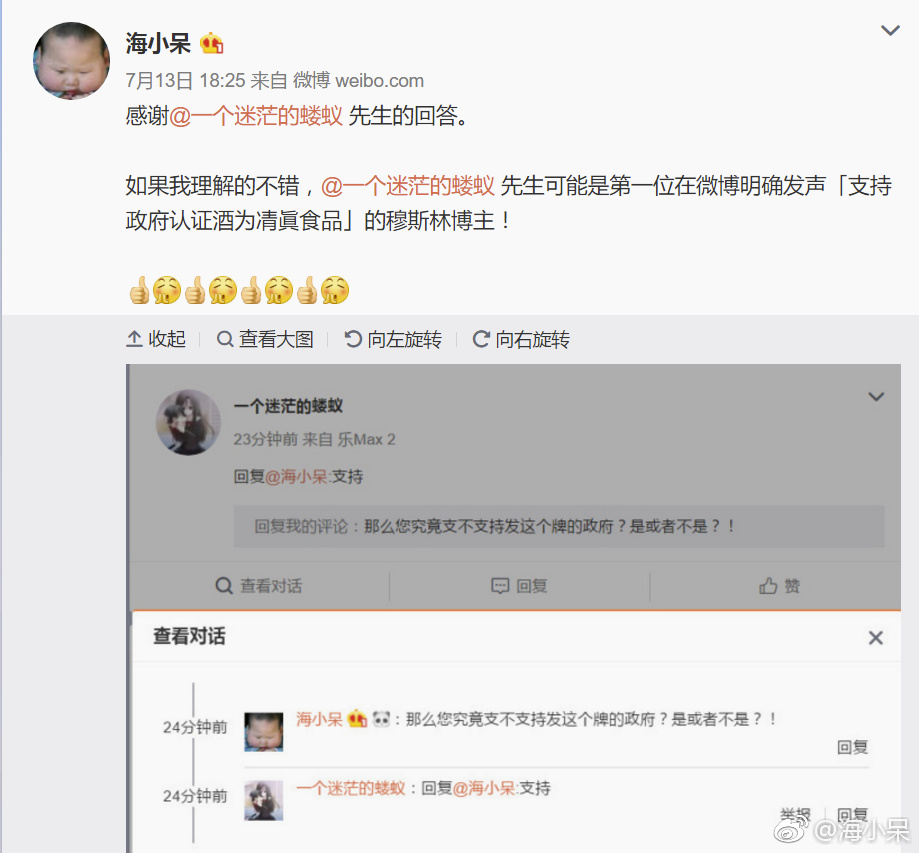 海小呆
7月13日 18:25 来自 微博 weibo.com
感谢@一个迷茫的蝼蚁 先生的回答。
如果我理解的不错，@一个迷茫的蝼蚁 先生可能是第一位在微博明确发声「支持
政府认证酒为凊眞食品」的穆斯林博主！
收起 查看大图 向左旋转 向右旋转
一个迷茫的蝼蚁
23分钟前 来自 乐Max 2
回复@海小呆:支持
回复我的评论：那么您究竟支不支持发这个牌的政府？是或者不是？！
查看对话 回复 赞
查看对话
24分钟前 海小呆：那么您究竟支不支持发这个牌的政府？是或者不是？！
回复
24分钟前 一个迷茫的蝼蚁：回复@海小呆:支持
举报 回复
@海小呆